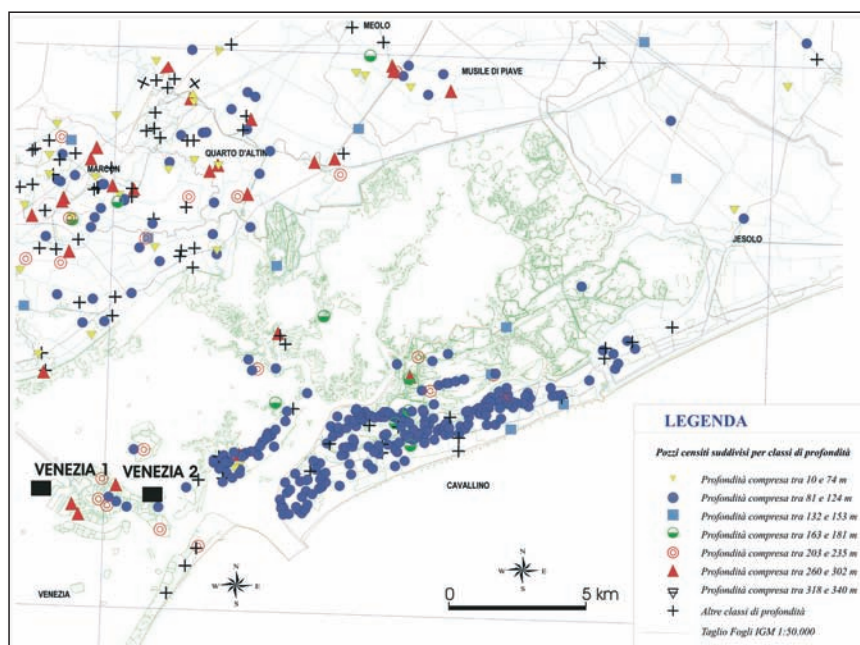 MEOLO
MUSILE DI PIAVE
QUARTO D'ALTIN
MARCON
JESOLO
VENEZIA 1
VENEZIA 2
CAVALLINO
VENEZIA
N
W E
S
N
W E
S
0 5 km
LEGENDA
Pozzi censiti suddivisi per classi di profondità
Profondità compresa tra 10 e 74 m
Profondità compresa tra 81 e 124 m
Profondità compresa tra 132 e 153 m
Profondità compresa tra 163 e 181 m
Profondità compresa tra 203 e 235 m
Profondità compresa tra 260 e 302 m
Profondità compresa tra 318 e 340 m
Altre classi di profondità
Taglio Fogli IGM 1:50.000